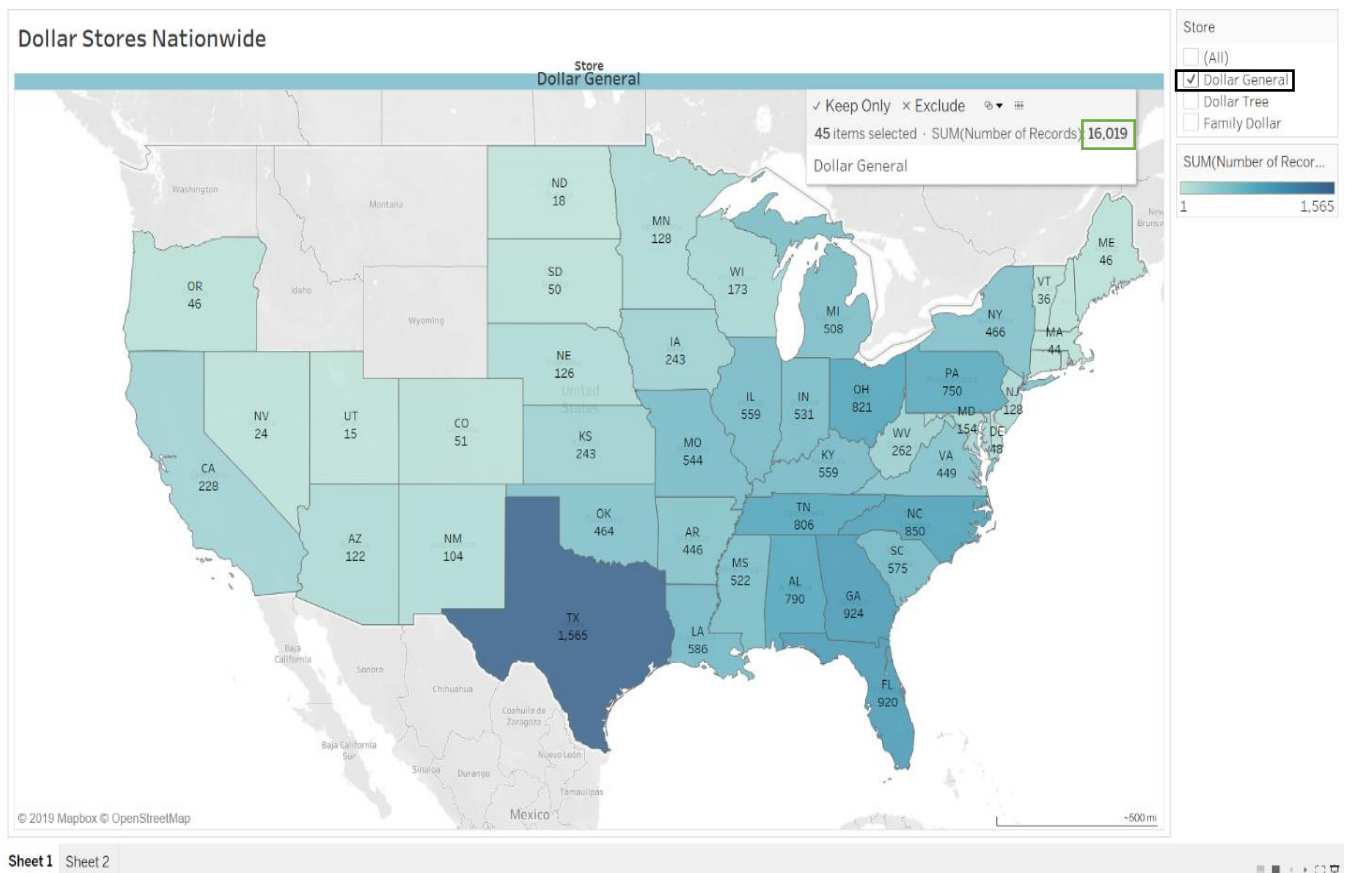 Dollar Stores Nationwide
Store
Dollar General
✓ Keep Only × Exclude
45 items selected · SUM(Number of Records) 16,019
Dollar General
Store
(All)
Dollar General
Dollar Tree
Family Dollar
SUM(Number of Recor...
1 1,565
Washington
Montana
Idaho
Wyoming
United
States
New
Brunsw
ND
18
MN
128
ME
46
SD
50
WI
173
VT
36
OR
46
MI
508
NY
466
MA
44
NE
126
IA
243
PA
750
NJ
128
OH
821
MD
154
DE
48
NV
24
UT
15
CO
51
KS
243
MO
544
IL
559
IN
531
WV
262
VA
449
KY
559
CA
228
AZ
122
NM
104
OK
464
AR
446
TN
806
NC
850
SC
575
MS
522
AL
790
GA
924
TX
1,565
LA
586
FL
920
Baja
California
Sonora
Chihuahua
Coahuila de
Zaragoza
Baja California
Sur
Sinaloa
Durango
Nuevo León
Tamaulipas
Mexico
© 2019 Mapbox © OpenStreetMap
~500 mi
Sheet 1 Sheet 2